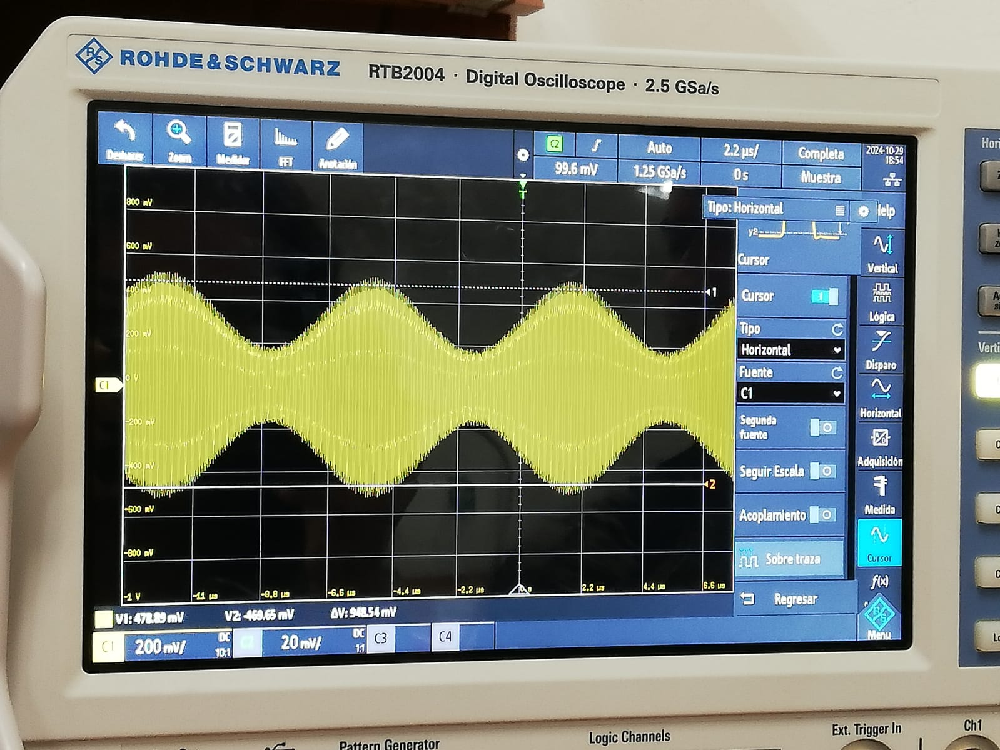 ROHDE&SCHWARZ RTB2004 · Digital Oscilloscope · 2.5 GSa/s
Deshacer Zoom Medidor FFT Anotación
C2 Auto 2.2 µs/ Completa 2024-10-29
18:54
99.6 mV 1.25 GSa/s 0 s Muestra
Tipo: Horizontal
Help
y2
Cursor
Cursor
Tipo
Horizontal
Fuente
C1
Segunda
fuente
Seguir Escala
Acoplamiento
Sobre traza
Regresar
Vertical
Lógica
Disparo
Horizontal
Adquisición
Medida
Cursor
f(x)
Menu
800 mV
600 mV
400 mV
1
200 mV
C1
0 V
-200 mV
-400 mV
2
-600 mV
-800 mV
-1 V -11 µs -8.8 µs -6.6 µs -4.4 µs -2.2 µs 0 s 2.2 µs 4.4 µs 6.6 µs
V1: 478.89 mV V2: -469.65 mV ΔV: 948.54 mV
C1 200 mV/ DC 10:1 C2 20 mV/ DC 1:1 C3 C4
Hori
Verti
Pattern Generator
Logic Channels
Ext. Trigger In
Ch1